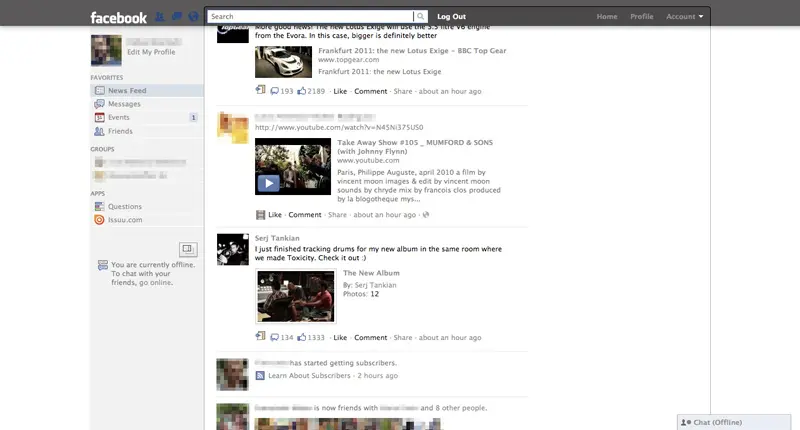 facebook
Search
Log Out
Home
Profile
Account
Edit My Profile
FAVORITES
News Feed
Messages
Events
1
Friends
GROUPS
APPS
Questions
Issuu.com
You are currently offline.
To chat with your
friends, go online.
More good news! The new Lotus Exige will use the 3.5 litre V6 engine
from the Evora. In this case, bigger is definitely better
Frankfurt 2011: the new Lotus Exige - BBC Top Gear
www.topgear.com
Frankfurt 2011: the new Lotus Exige
193 2189 · Like · Comment · Share · about an hour ago
http://www.youtube.com/watch?v=N45Ni375US0
Take Away Show #105 _ MUMFORD & SONS
(with Johnny Flynn)
www.youtube.com
Paris, Philippe Auguste, april 2010 a film by
vincent moon images & edit by vincent moon
sounds by chryde mix by francois clos produced
by la blogotheque mys...
Like · Comment · Share · about an hour ago ·
Serj Tankian
I just finished tracking drums for my new album in the same room where
we made Toxicity. Check it out :)
The New Album
By: Serj Tankian
Photos: 12
134 1333 · Like · Comment · Share · about an hour ago
has started getting subscribers.
Learn About Subscribers · 2 hours ago
is now friends with
and 8 other people.
Chat (Offline)